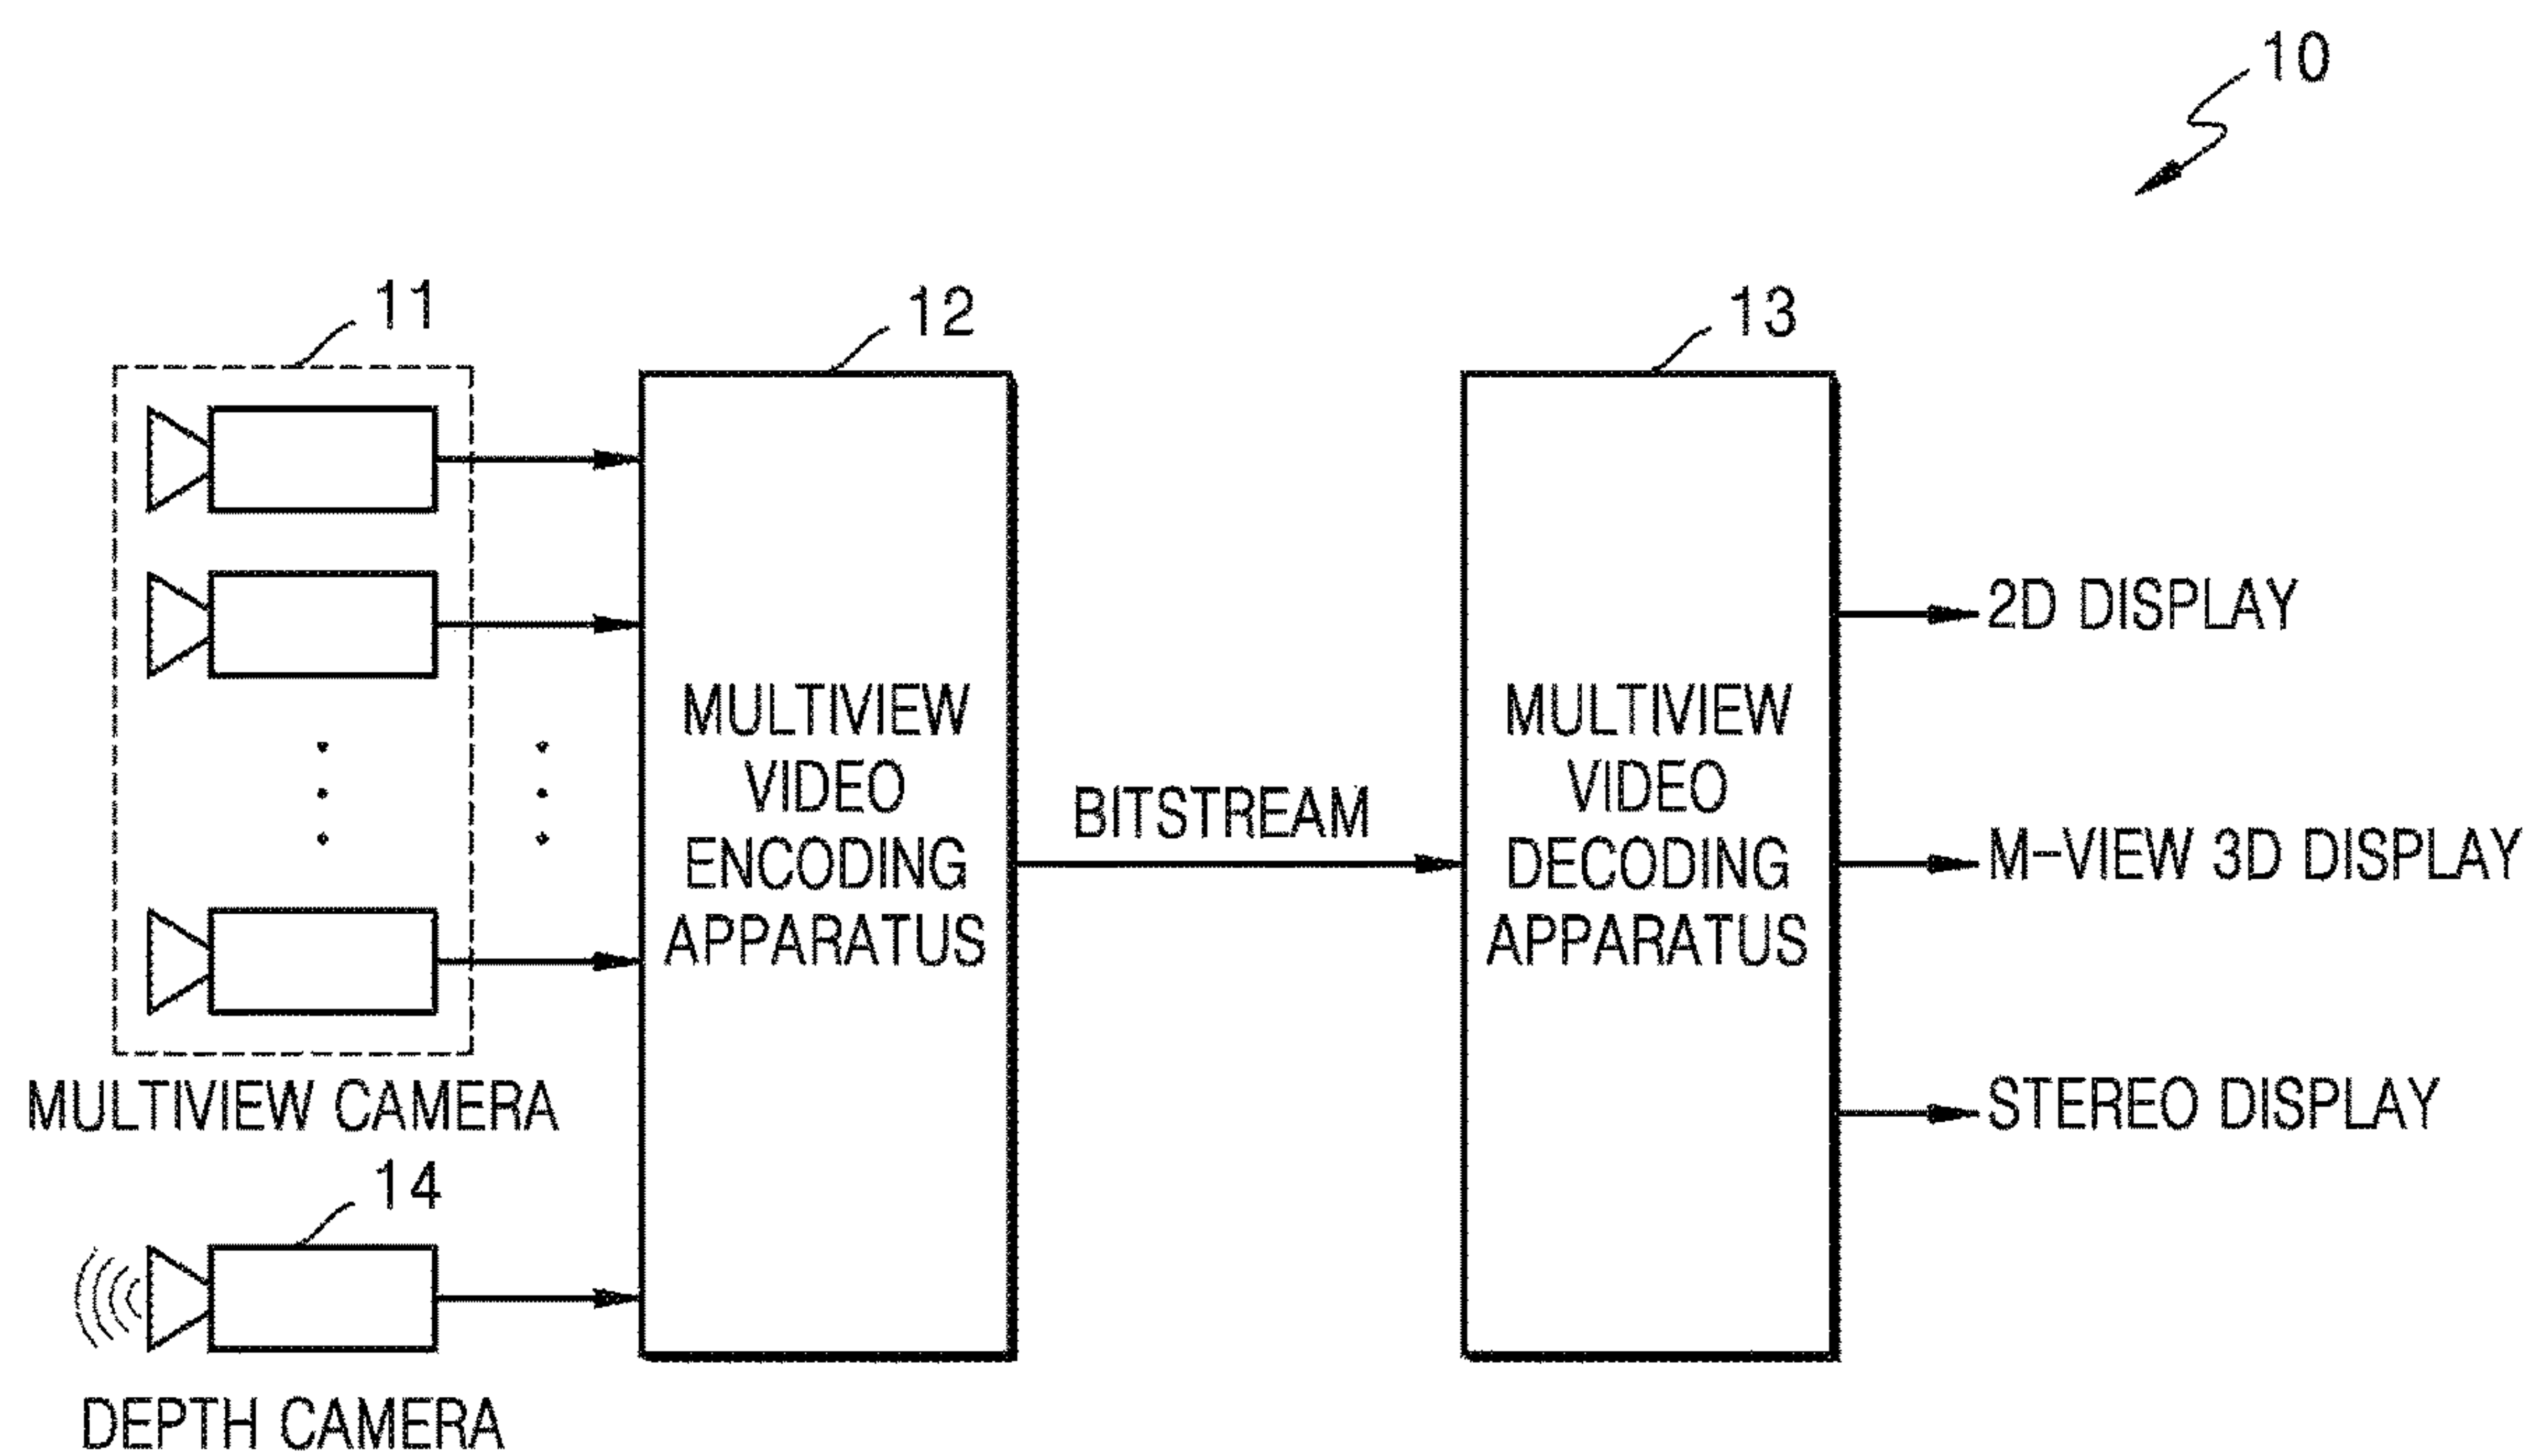 10
11
12
13
MULTIVIEW
VIDEO
ENCODING
APPARATUS
BITSTREAM
MULTIVIEW
VIDEO
DECODING
APPARATUS
2D DISPLAY
M-VIEW 3D DISPLAY
STEREO DISPLAY
MULTIVIEW CAMERA
14
DEPTH CAMERA